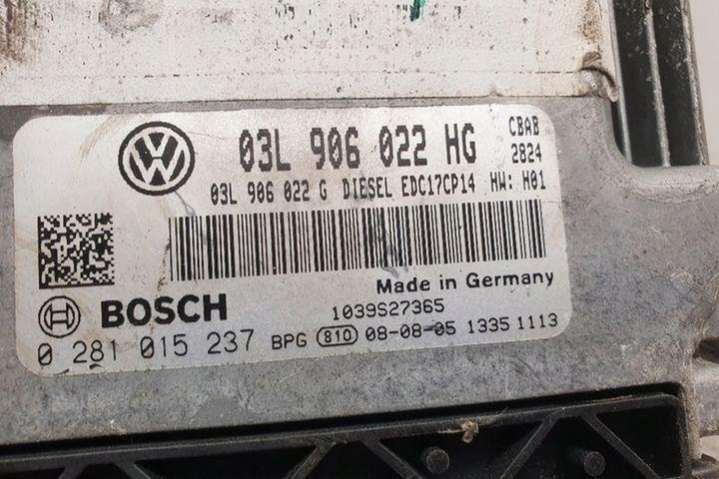 03L 906 022 HG CBAB
03L 906 022 G DIESEL EDC17CP14 HW: H01 2824
Made in Germany
BOSCH 1039S27365
0 281 015 237 BPG 810 08-08-05 1335 1113